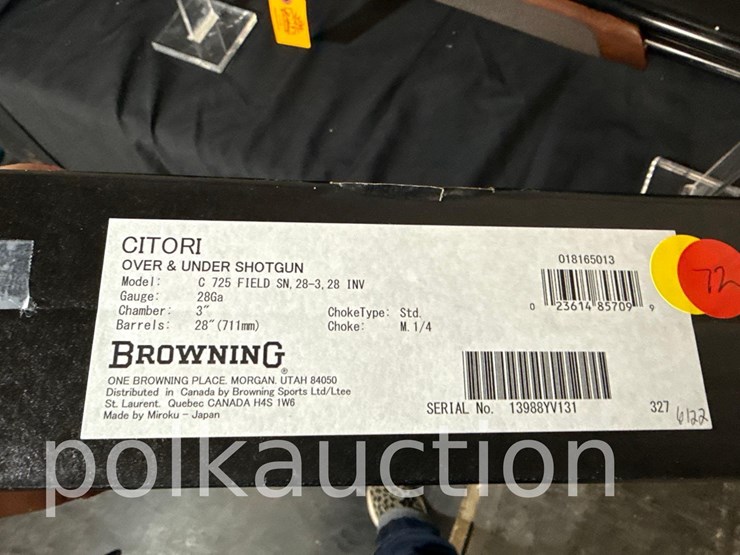 CITORI
OVER & UNDER SHOTGUN
Model: C 725 FIELD SN, 28-3, 28 INV
Gauge: 28Ga
Chamber: 3" ChokeType: Std.
Barrels: 28"(711mm) Choke: M.1/4
BROWNING®
ONE BROWNING PLACE, MORGAN, UTAH 84050
Distributed in Canada by Browning Sports Ltd/Ltee
St. Laurent, Quebec CANADA H4S 1W6
Made by Miroku - Japan
018165013
0 23614 85709 9
SERIAL No. 13988YV131
327
6122
72
polkauction